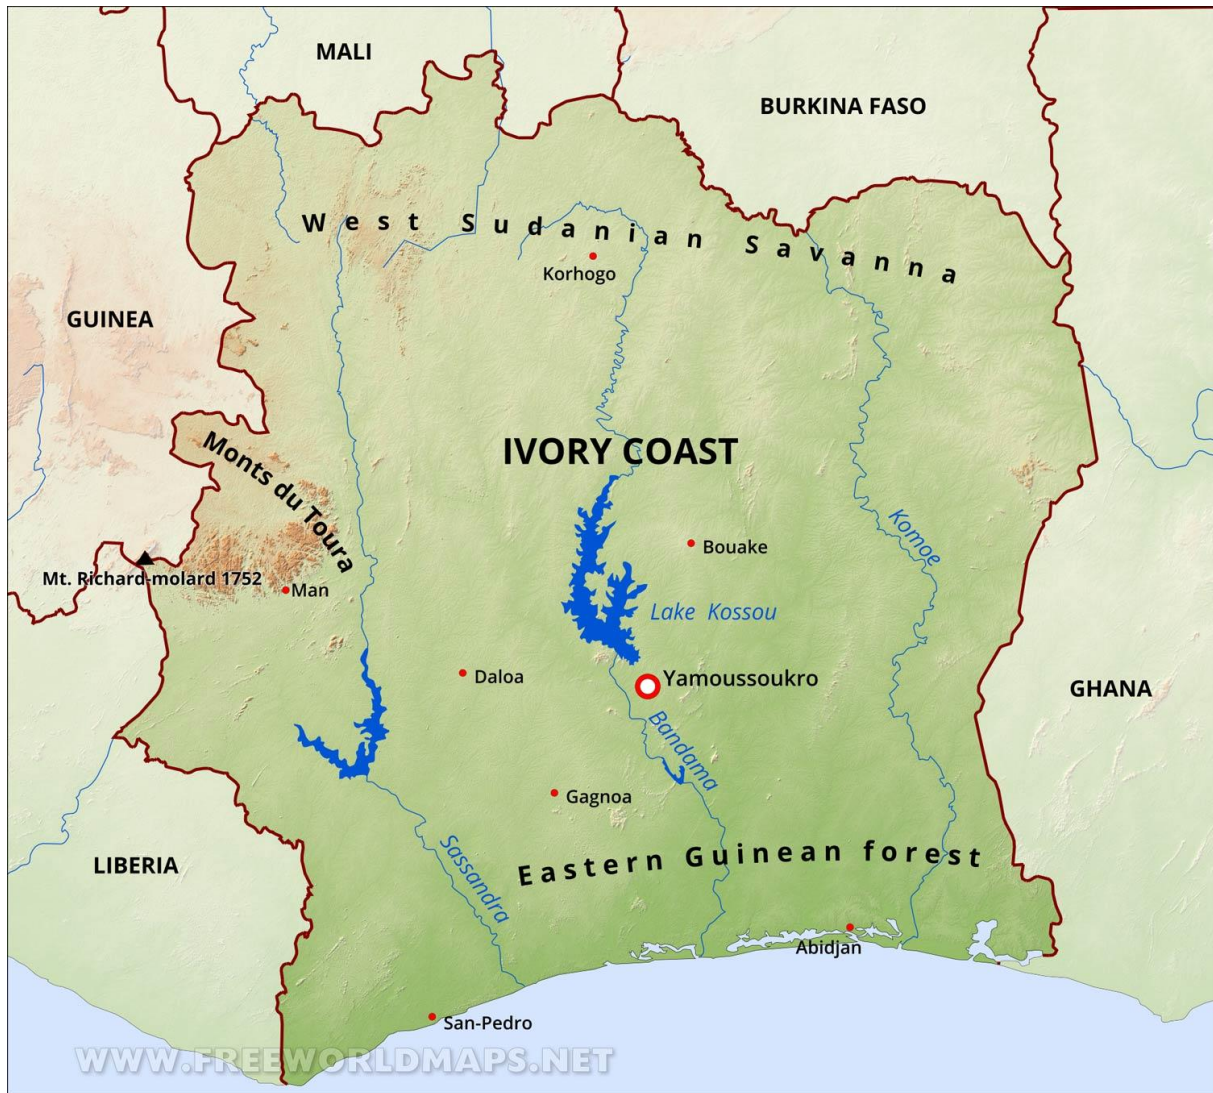 MALI
BURKINA FASO
West Sudanian Savanna
Korhogo
GUINEA
IVORY COAST
Monts du Toura
Komoe
Bouake
Mt. Richard-molard 1752
Man
Lake Kossou
Daloa
Yamoussoukro
GHANA
Bandama
Gagnoa
Sassandra
Eastern Guinean forest
LIBERIA
Abidjan
San-Pedro
WWW.FREEWORLDMAPS.NET